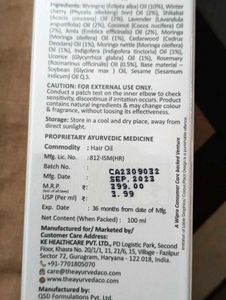 Bhringraj (Eclipta alba) Oil (10%), Winter
Cherry (Physalis alkekengi) Oil (2%), Shikakai
(Acacia concinna) Oil (2%), Lavender (Lavandula
angustifolia) Oil (2%), Coconut (Cocos nucifera) Oil
(2%), Amla (Emblica officinalis) Oil (2%), Moringa
(Moringa oleifera) Oil (1%), Cedarwood (Cedrus
Deodara) Oil (1%), Moringa nettle (Moringa oleifera)
Oil (1%), Indigofera (Indigofera tinctoria) Oil (1%),
Licorice (Glycyrrhiza glabra) Oil (1%), Rosemary
(Rosmarinus officinalis) Oil (0.5%), Base material –
Soybean (Glycine max) Oil, Sesame (Sesamum
indicum) Oil Q.S.
CAUTION: FOR EXTERNAL USE ONLY.
Conduct a patch test on the inner elbow to check
sensitivity, discontinue if irritation occurs. Product
contains natural ingredients & may change colour
& fragrance, without losing its effectiveness.
Storage: Store in a cool and dry place, away from
direct sunlight.
PROPRIETARY AYURVEDIC MEDICINE
Commodity : Hair Oil
Mfg. Lic. No. :812-ISM(HR)
Batch No. : CA2309032
Mfg. Date : SEP.2023
M.R.P. : 399.00
(Incl of all taxes)
USP (Per ml) : 3.99
Exp. Date : 36 months from date of Mfg.
Net Content (When Packed) : 100 ml
Manufactured for/ Marketed by/
Customer Care Address:
KE HEALTHCARE PVT. LTD., PD Logistic Park, Second
Floor, Khasra No. 20/1/1, 11, 21/6, 15, Village- Fazilpur
Sector 72, Gurugram, Haryana - 122 018, India.
+91-7701805070
care@theayurvedaco.com
www.theayurvedaco.com
Manufactured by:
QSD Formulations Pvt. Ltd.
A Wipro Consumer Care Backed Venture